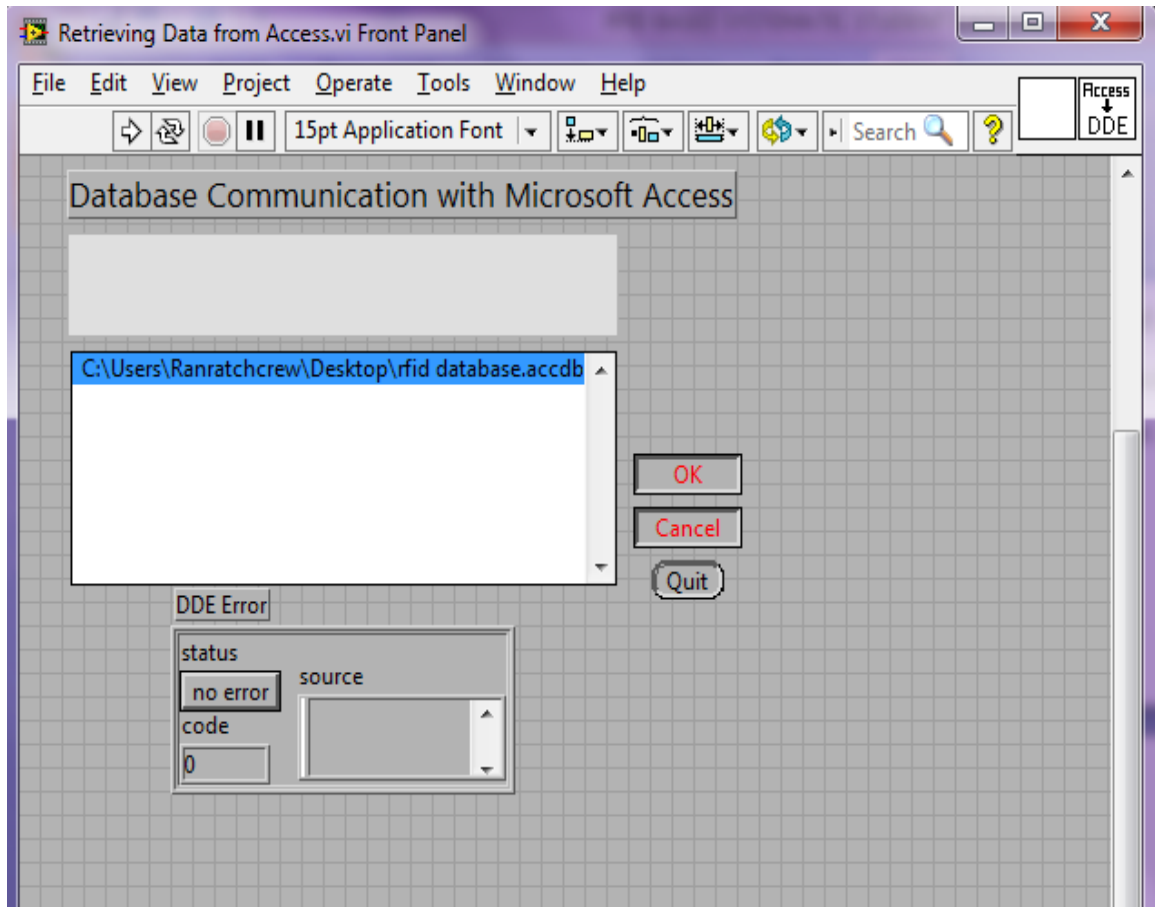 Retrieving Data from Access.vi Front Panel
File Edit View Project Operate Tools Window Help
15pt Application Font
Search
Access
DDE
Database Communication with Microsoft Access
C:\Users\Ranratchcrew\Desktop\rfid database.accdb
OK
Cancel
Quit
DDE Error
status
no error
source
code
0